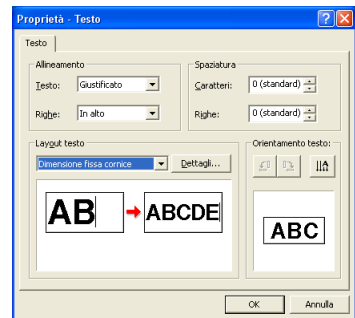 Proprietà - Testo
Testo
Allineamento
Testo: Giustificato
Righe: In alto
Spaziatura
Caratteri: 0 (standard)
Righe: 0 (standard)
Layout testo
Dimensione fissa cornice
Dettagli...
AB ABCDE
Orientamento testo:
A
ABC
OK Annulla